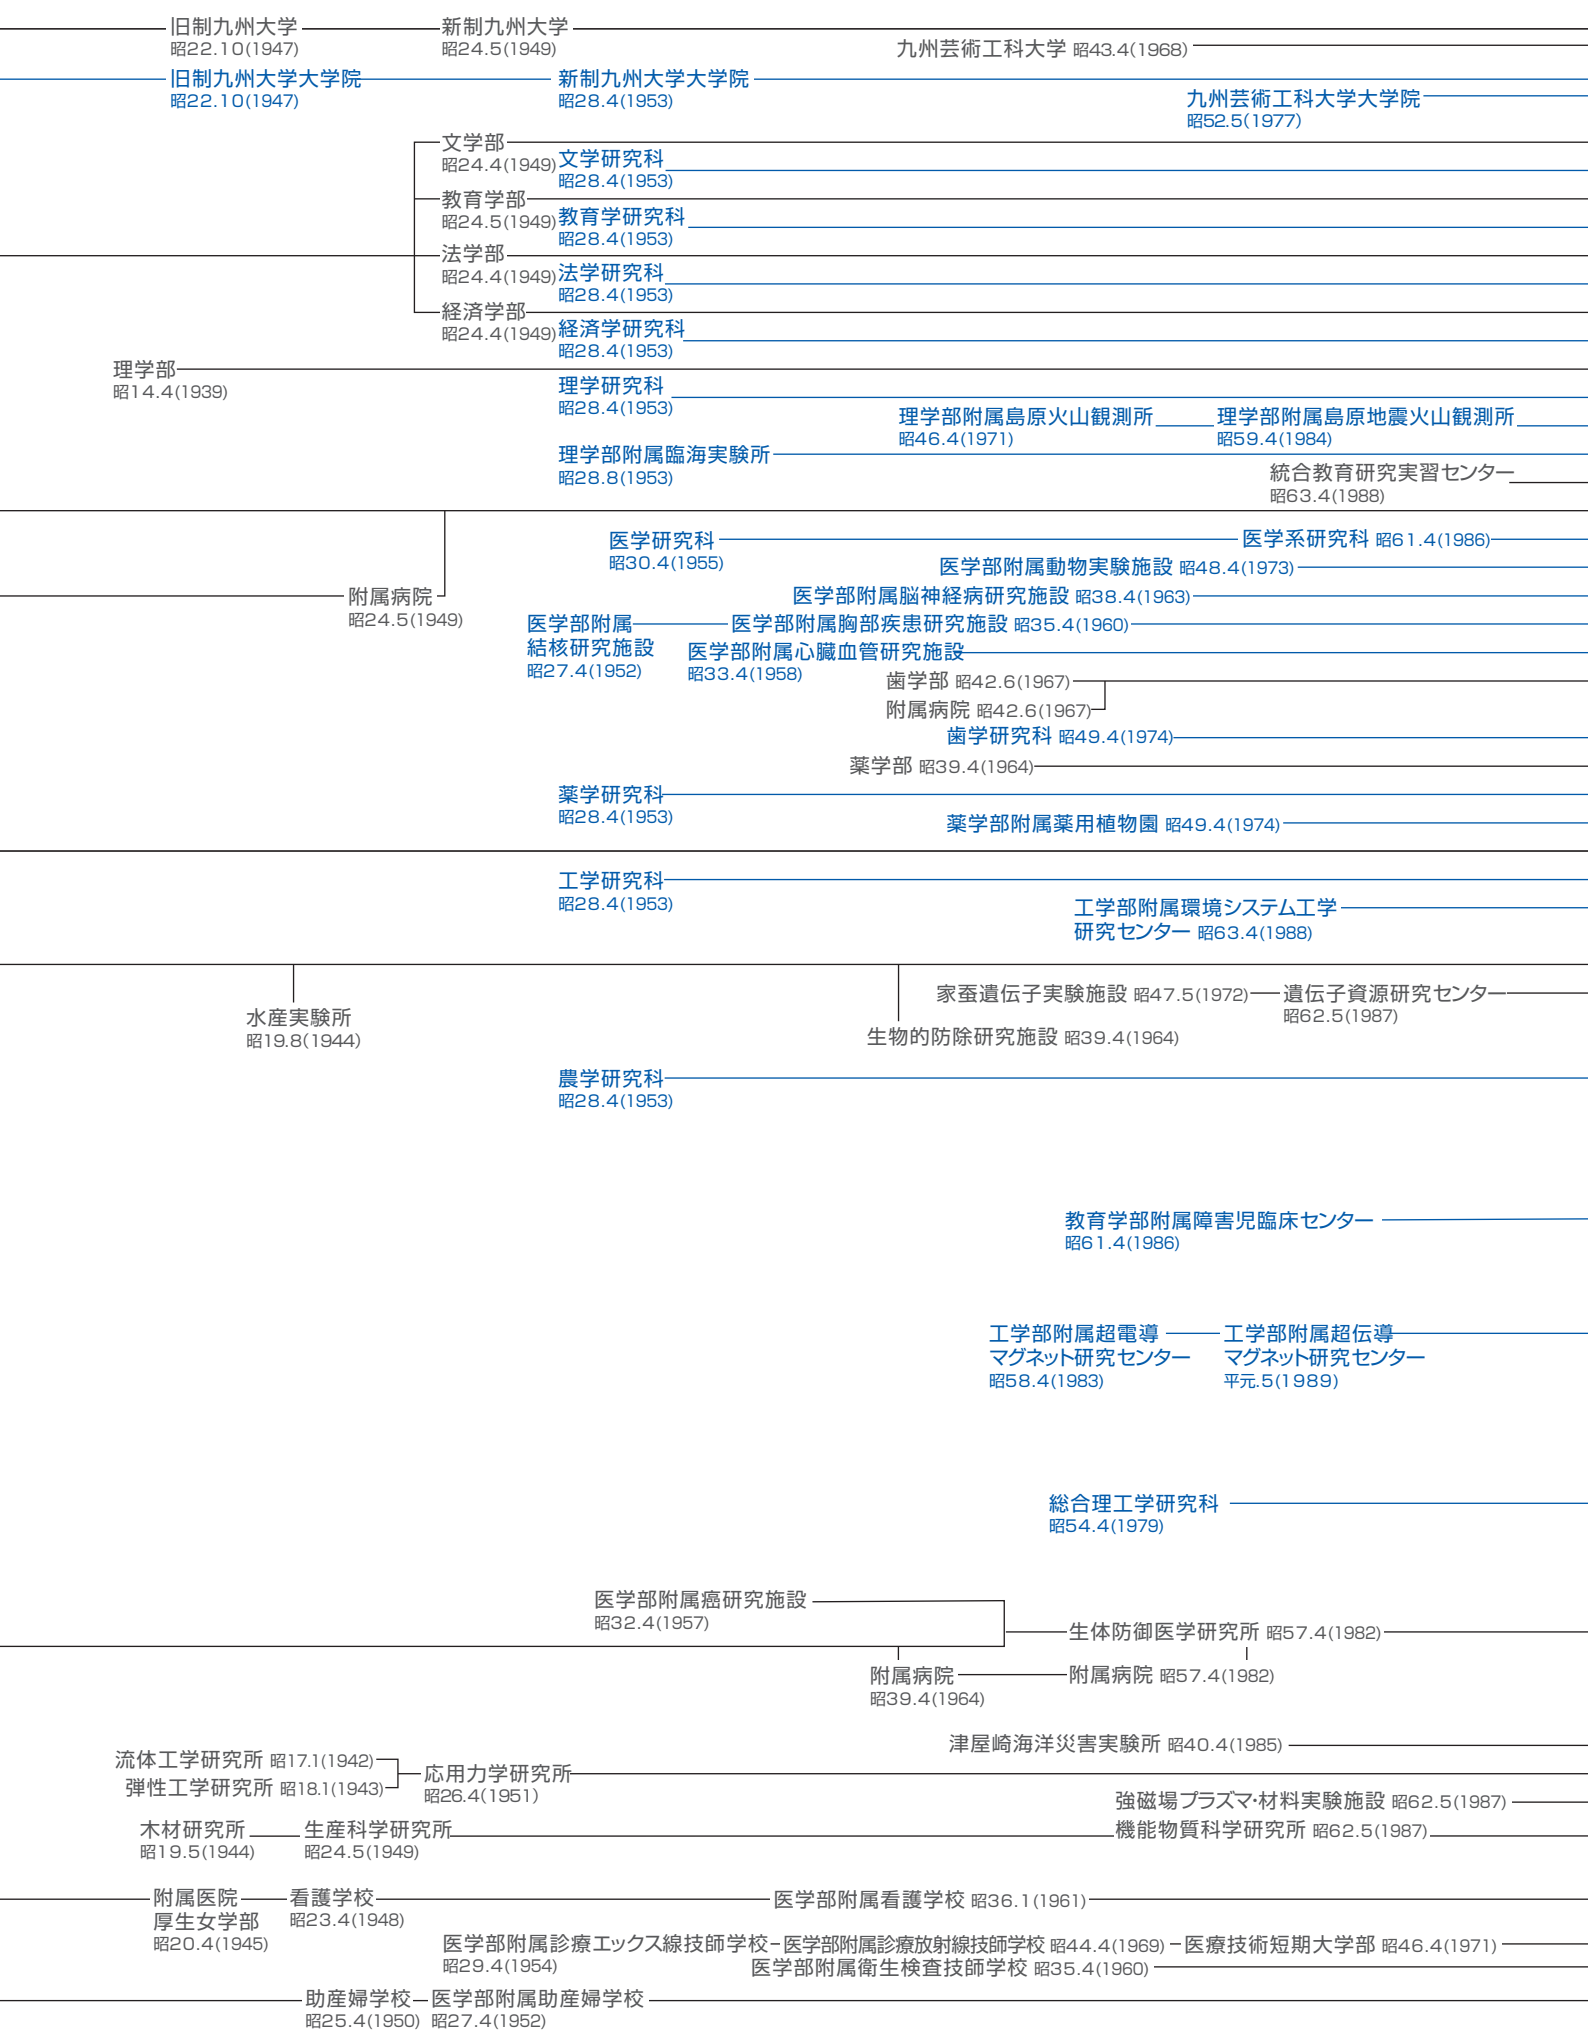 旧制九州大学
昭22.10(1947)
新制九州大学
昭24.5(1949)
九州芸術工科大学 昭43.4(1968)
旧制九州大学大学院
昭22.10(1947)
新制九州大学大学院
昭28.4(1953)
九州芸術工科大学大学院
昭52.5(1977)
文学部
昭24.4(1949)
文学研究科
昭28.4(1953)
教育学部
昭24.5(1949)
教育学研究科
昭28.4(1953)
法学部
昭24.4(1949)
法学研究科
昭28.4(1953)
経済学部
昭24.4(1949)
経済学研究科
昭28.4(1953)
理学部
昭14.4(1939)
理学研究科
昭28.4(1953)
理学部附属島原火山観測所
昭46.4(1971)
理学部附属島原地震火山観測所
昭59.4(1984)
理学部附属臨海実験所
昭28.8(1953)
統合教育研究実習センター
昭63.4(1988)
医学研究科
昭30.4(1955)
医学系研究科 昭61.4(1986)
医学部附属動物実験施設 昭48.4(1973)
附属病院
昭24.5(1949)
医学部附属脳神経病研究施設 昭38.4(1963)
医学部附属
結核研究施設
昭27.4(1952)
医学部附属胸部疾患研究施設 昭35.4(1960)
医学部附属心臓血管研究施設
昭33.4(1958)
歯学部 昭42.6(1967)
附属病院 昭42.6(1967)
歯学研究科 昭49.4(1974)
薬学部 昭39.4(1964)
薬学研究科
昭28.4(1953)
薬学部附属薬用植物園 昭49.4(1974)
工学研究科
昭28.4(1953)
工学部附属環境システム工学
研究センター 昭63.4(1988)
水産実験所
昭19.8(1944)
家蚕遺伝子実験施設 昭47.5(1972)
遺伝子資源研究センター
昭62.5(1987)
生物的防除研究施設 昭39.4(1964)
農学研究科
昭28.4(1953)
教育学部附属障害児臨床センター
昭61.4(1986)
工学部附属超電導
マグネット研究センター
昭58.4(1983)
工学部附属超伝導
マグネット研究センター
平元.5(1989)
総合理工学研究科
昭54.4(1979)
医学部附属癌研究施設
昭32.4(1957)
生体防御医学研究所 昭57.4(1982)
附属病院
昭39.4(1964)
附属病院 昭57.4(1982)
津屋崎海洋災害実験所 昭40.4(1985)
流体工学研究所 昭17.1(1942)
弾性工学研究所 昭18.1(1943)
応用力学研究所
昭26.4(1951)
強磁場プラズマ・材料実験施設 昭62.5(1987)
木材研究所
昭19.5(1944)
生産科学研究所
昭24.5(1949)
機能物質科学研究所 昭62.5(1987)
附属医院
厚生女学部
昭20.4(1945)
看護学校
昭23.4(1948)
医学部附属看護学校 昭36.1(1961)
医学部附属診療エックス線技師学校
昭29.4(1954)
医学部附属診療放射線技師学校 昭44.4(1969)
医療技術短期大学部 昭46.4(1971)
医学部附属衛生検査技師学校 昭35.4(1960)
助産婦学校
昭25.4(1950)
医学部附属助産婦学校
昭27.4(1952)